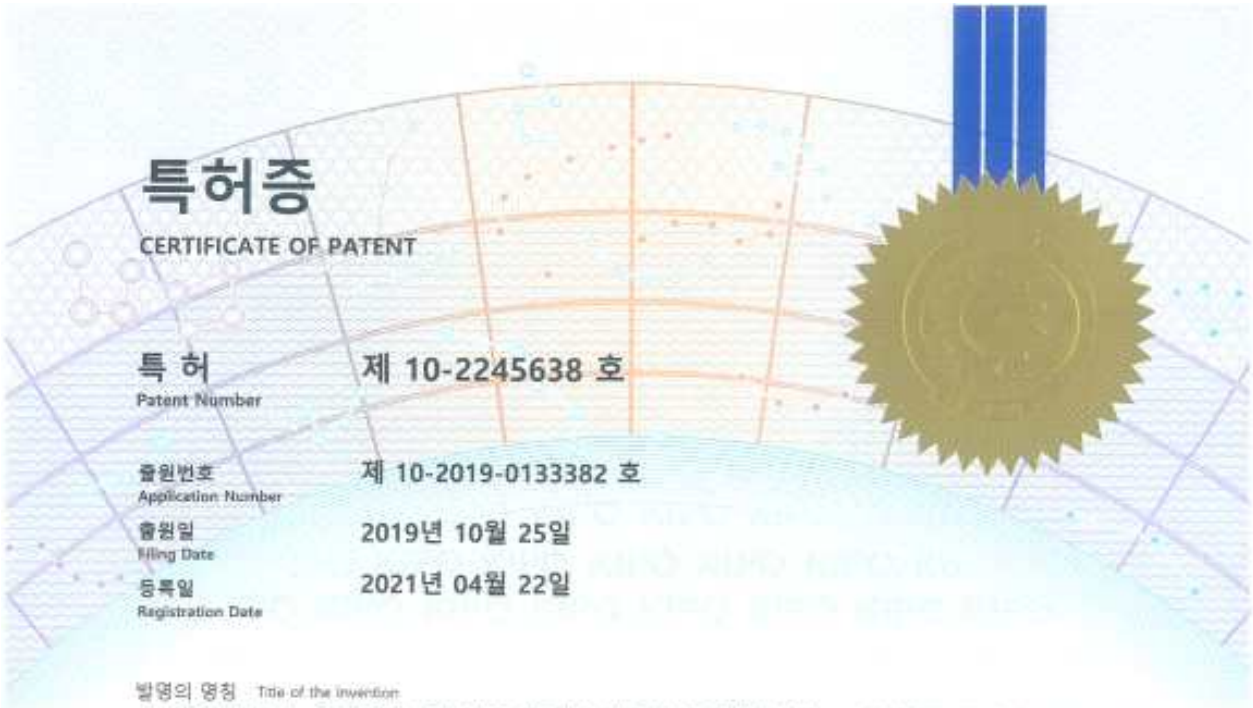 특허증
CERTIFICATE OF PATENT
특 허 제 10-2245638 호
Patent Number
출원번호 제 10-2019-0133382 호
Application Number
출원일 2019년 10월 25일
Filing Date
등록일 2021년 04월 22일
Registration Date
발명의 명칭 Title of the invention